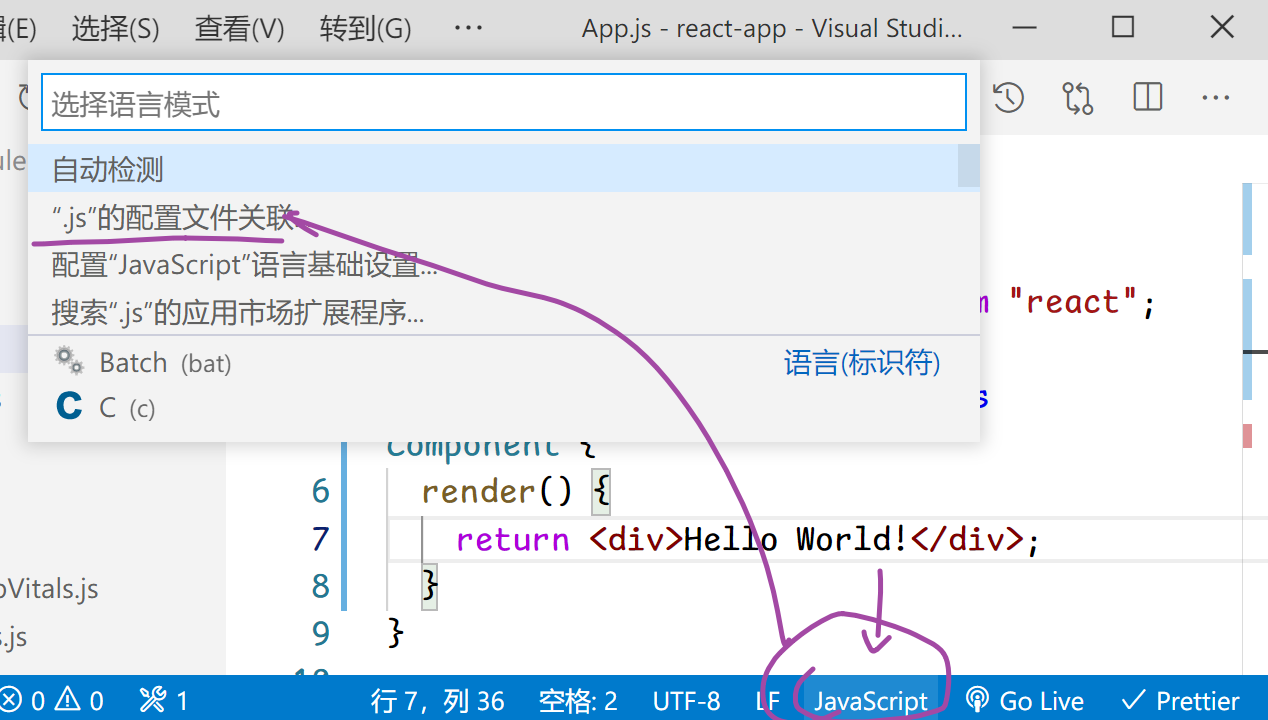 (E) 选择(S) 查看(V) 转到(G) ··· App.js - react-app - Visual Studi...
选择语言模式
自动检测
“.js”的配置文件关联
配置“JavaScript”语言基础设置...
搜索“.js”的应用市场扩展程序...
"react";
Batch (bat) 语言(标识符)
C (c)
s
Component {
6 render() {
7 return <div>Hello World!</div>;
8 }
Vitals.js
9 }
.js
0 0 1 行 7，列 36 空格: 2 UTF-8 LF JavaScript Go Live Prettier